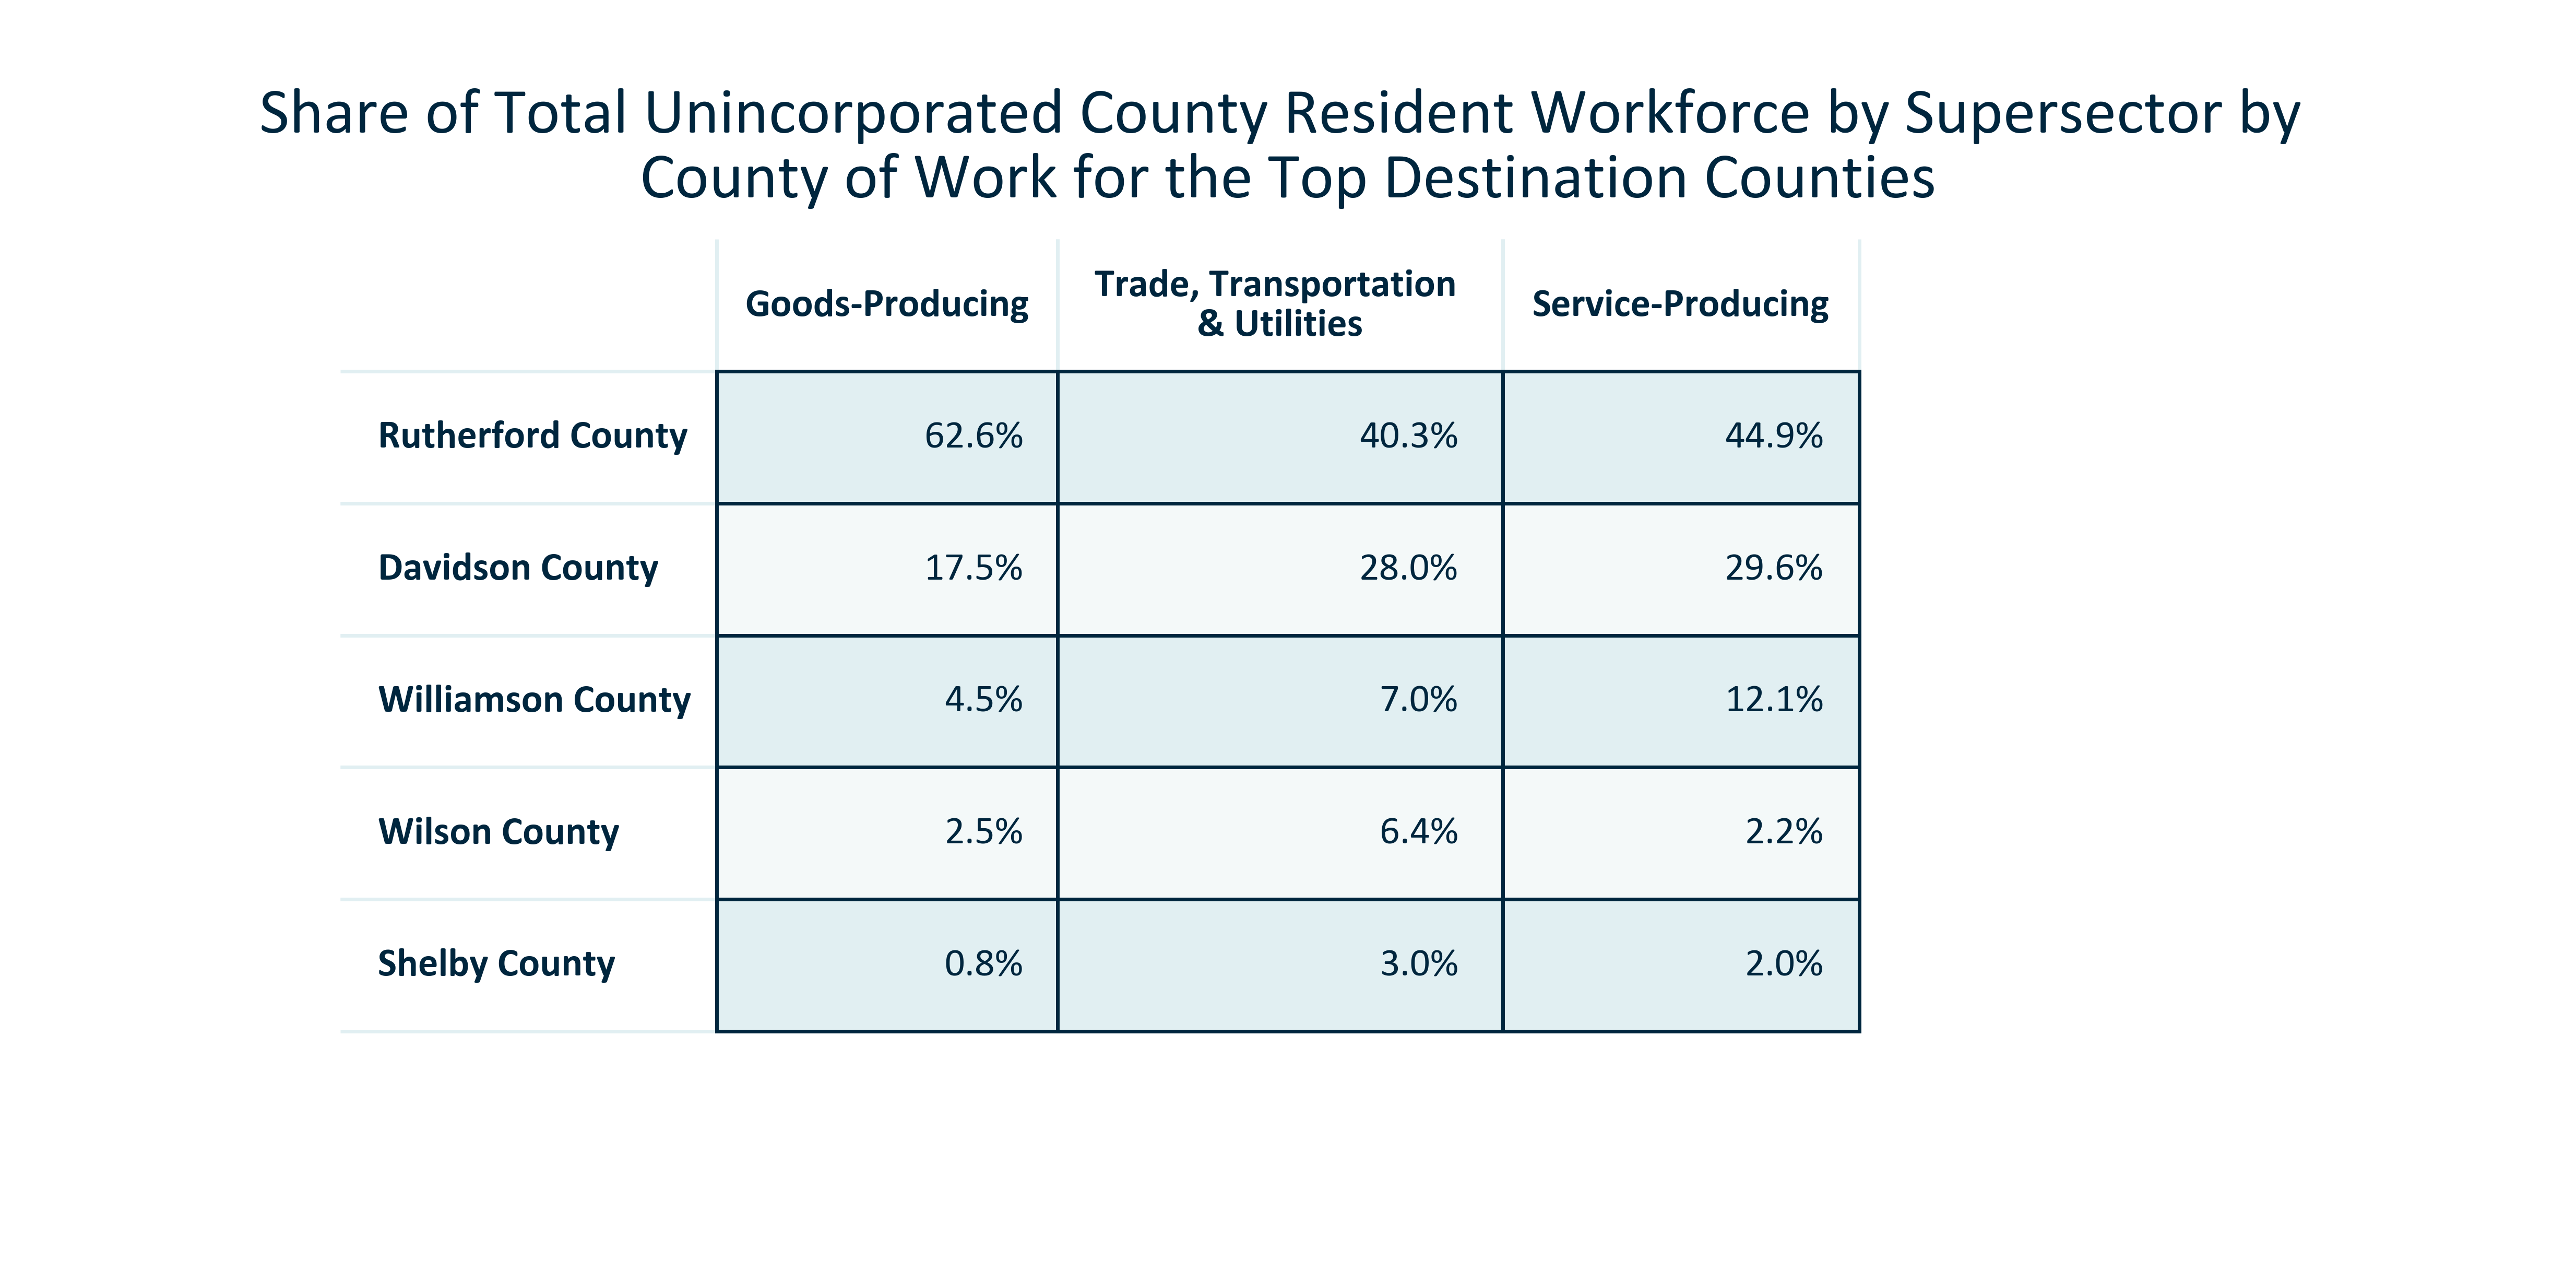 Share of Total Unincorporated County Resident Workforce by Supersector by
County of Work for the Top Destination Counties
Goods-Producing
Trade, Transportation
& Utilities
Service-Producing
Rutherford County 62.6% 40.3% 44.9%
Davidson County 17.5% 28.0% 29.6%
Williamson County 4.5% 7.0% 12.1%
Wilson County 2.5% 6.4% 2.2%
Shelby County 0.8% 3.0% 2.0%